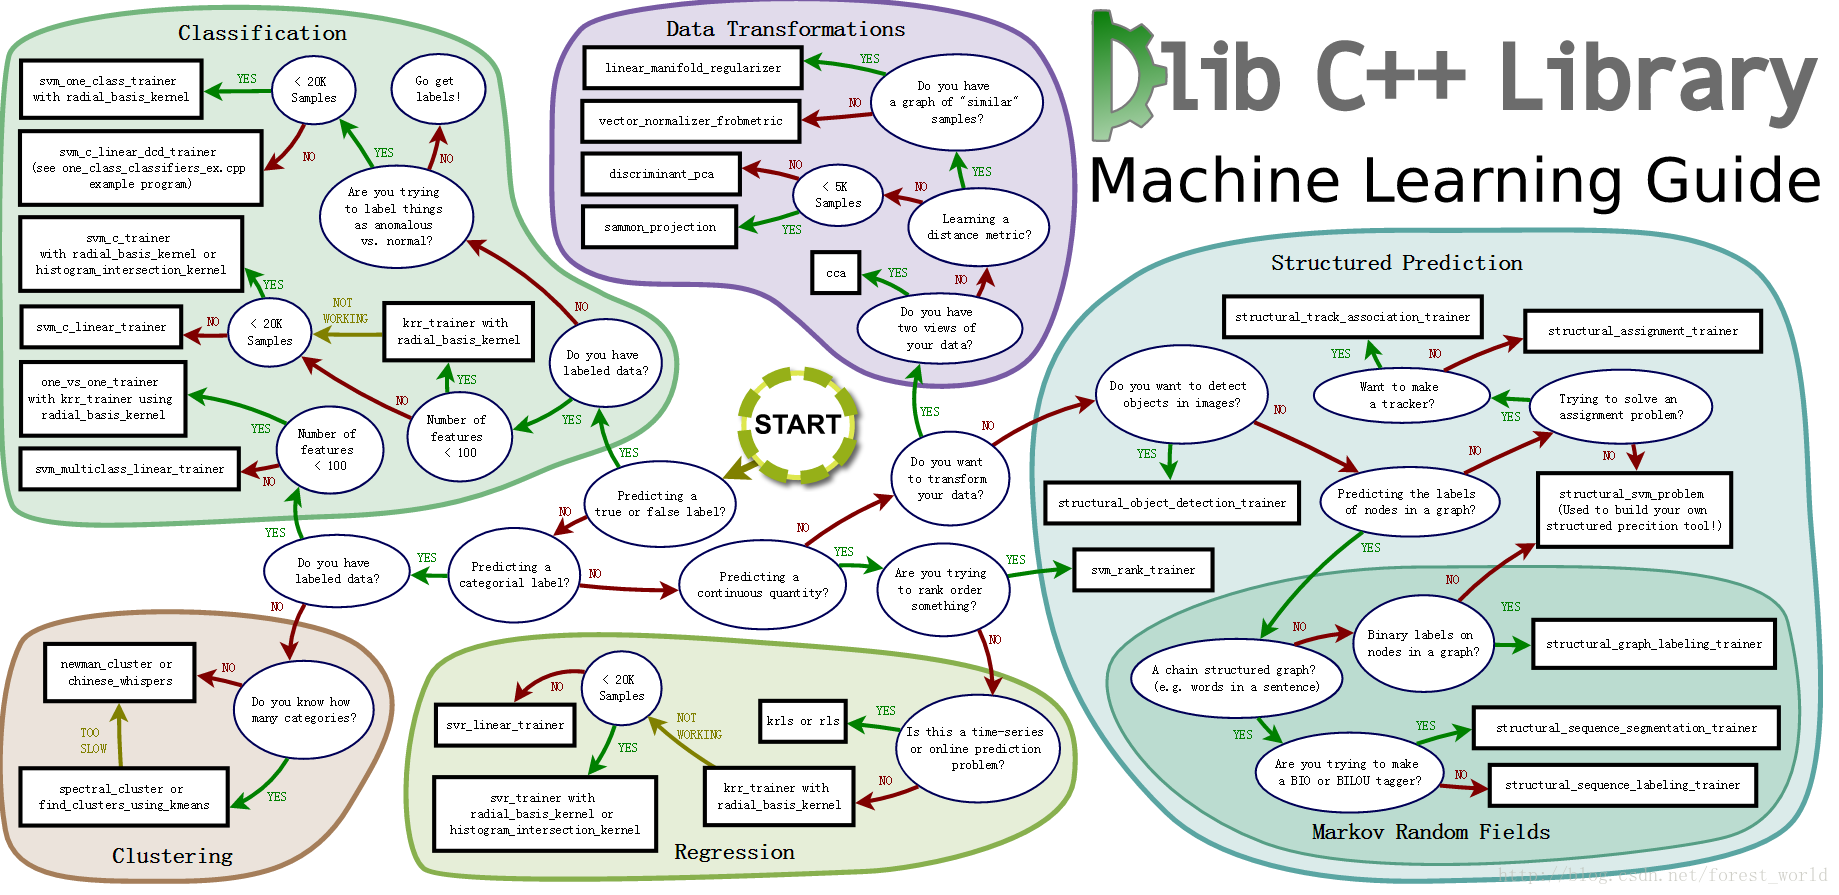 Dlib C++ Library
Machine Learning Guide
START
Classification
svm_one_class_trainer
with radial_basis_kernel
YES
< 20K
Samples
Go get
labels!
NO
YES
NO
svm_c_linear_dcd_trainer
(see one_class_classifiers_ex.cpp
example program)
Are you trying
to label things
as anomalous
vs. normal?
svm_c_trainer
with radial_basis_kernel or
histogram_intersection_kernel
YES
NOT
WORKING
NO
svm_c_linear_trainer
NO
< 20K
Samples
krr_trainer with
radial_basis_kernel
Do you have
labeled data?
one_vs_one_trainer
with krr_trainer using
radial_basis_kernel
YES
NO
YES
YES
Number of
features
< 100
Number of
features
< 100
svm_multiclass_linear_trainer
NO
YES
YES
Data Transformations
linear_manifold_regularizer
YES
Do you have
a graph of "similar"
samples?
NO
vector_normalizer_frobmetric
discriminant_pca
NO
< 5K
Samples
NO
YES
sammon_projection
YES
Learning a
distance metric?
cca
YES
NO
Do you have
two views of
your data?
YES
Predicting a
true or false label?
NO
Do you have
labeled data?
YES
Predicting a
categorial label?
NO
Predicting a
continuous quantity?
NO
YES
Do you want
to transform
your data?
NO
Are you trying
to rank order
something?
YES
NO
svm_rank_trainer
NO
Clustering
newman_cluster or
chinese_whispers
NO
Do you know how
many categories?
TOO
SLOW
YES
spectral_cluster or
find_clusters_using_kmeans
Regression
< 20K
Samples
NO
svr_linear_trainer
YES
NOT
WORKING
krls or rls
YES
Is this a time-series
or online prediction
problem?
NO
krr_trainer with
radial_basis_kernel
svr_trainer with
radial_basis_kernel or
histogram_intersection_kernel
Structured Prediction
structural_track_association_trainer
structural_assignment_trainer
YES
NO
Do you want to detect
objects in images?
Want to make
a tracker?
YES
Trying to solve an
assignment problem?
NO
YES
NO
NO
structural_object_detection_trainer
Predicting the labels
of nodes in a graph?
structural_svm_problem
(Used to build your own
structured precition tool!)
YES
NO
Binary labels on
nodes in a graph?
YES
structural_graph_labeling_trainer
NO
A chain structured graph?
(e.g. words in a sentence)
YES
Are you trying to make
a BIO or BILOU tagger?
YES
structural_sequence_segmentation_trainer
NO
structural_sequence_labeling_trainer
Markov Random Fields
http://blog.csdn.net/forest_world